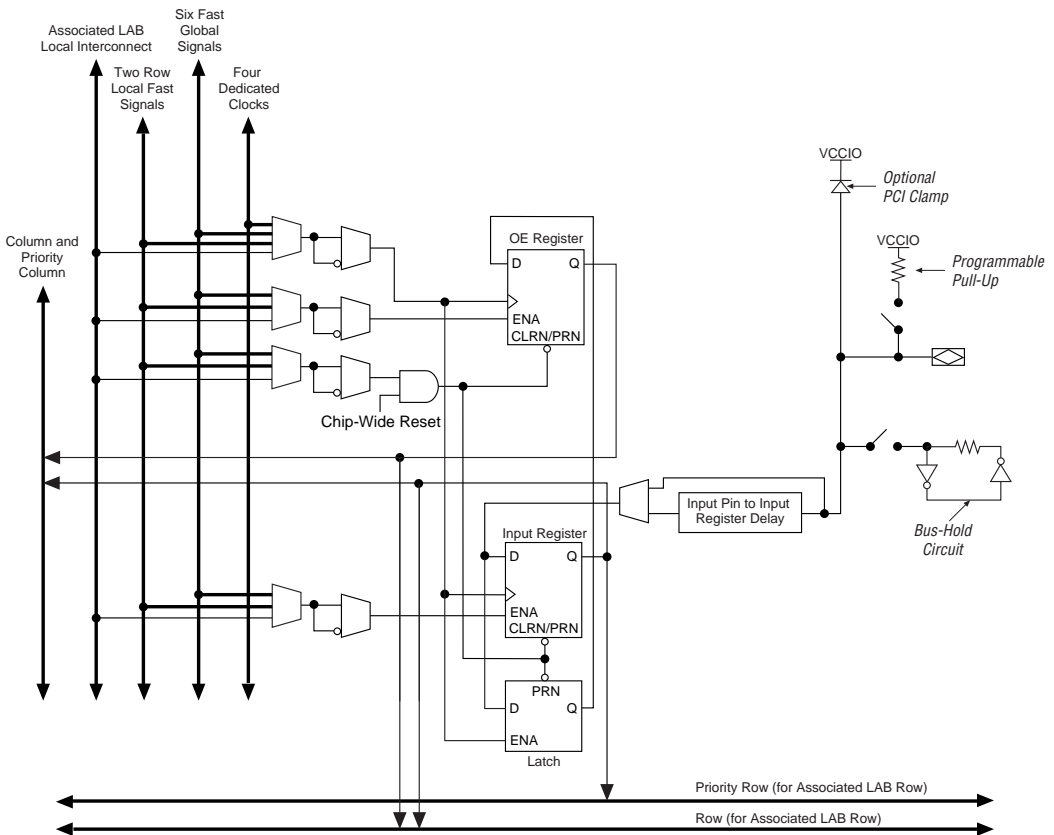 Six Fast
Global
Signals
Associated LAB
Local Interconnect
Two Row
Local Fast
Signals
Four
Dedicated
Clocks
Column and
Priority
Column
OE Register
D Q
ENA
CLRN/PRN
Chip-Wide Reset
VCCIO
Optional
PCI Clamp
VCCIO
Programmable
Pull-Up
Input Pin to Input
Register Delay
Bus-Hold
Circuit
Input Register
D Q
ENA
CLRN/PRN
PRN
D Q
ENA
Latch
Priority Row (for Associated LAB Row)
Row (for Associated LAB Row)